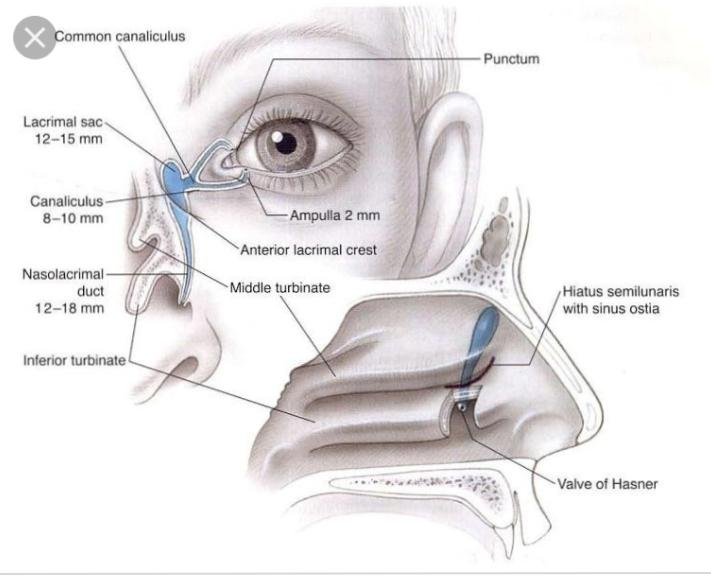 Common canaliculus
Punctum
Lacrimal sac
12–15 mm
Canaliculus
8–10 mm
Ampulla 2 mm
Anterior lacrimal crest
Nasolacrimal
duct
12–18 mm
Middle turbinate
Hiatus semilunaris
with sinus ostia
Inferior turbinate
Valve of Hasner